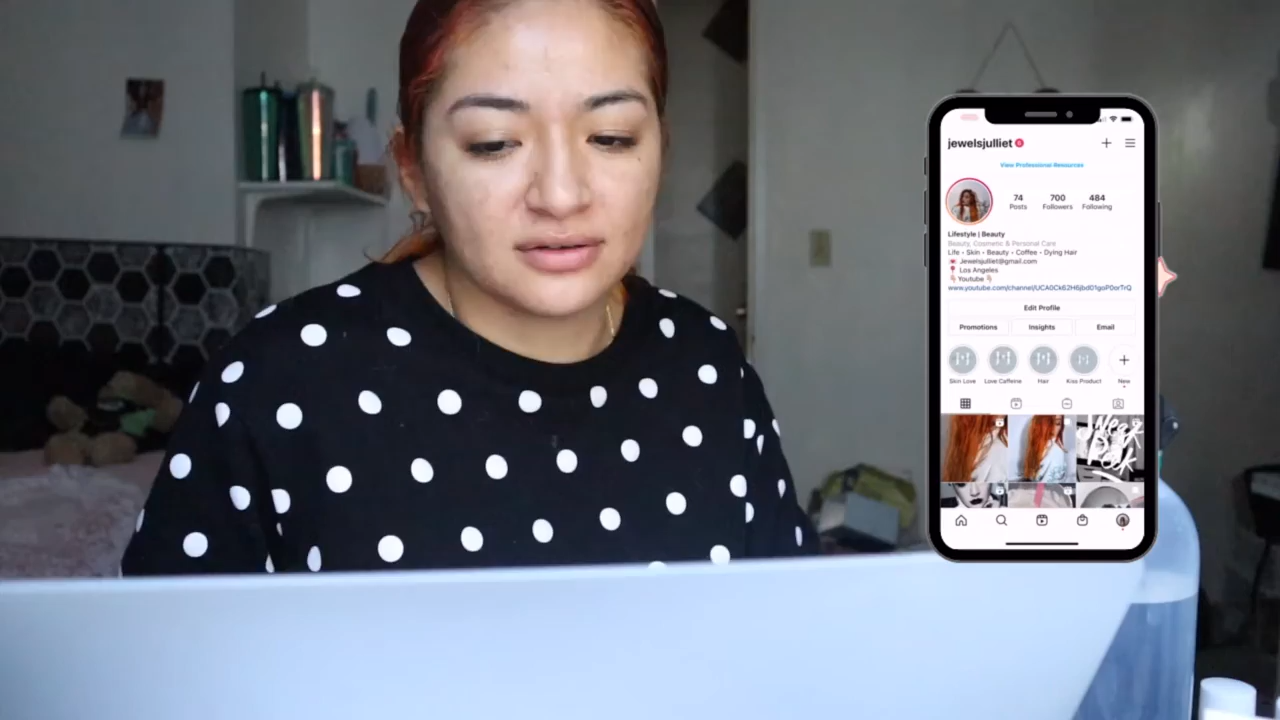 jewelsjulliet
View Professional Resources
74 700 484
Posts Followers Following
Lifestyle | Beauty
Beauty, Cosmetic & Personal Care
Life • Skin • Beauty • Coffee • Dying Hair
Jewelsjulliet@gmail.com
Los Angeles
Youtube
Edit Profile
Promotions Insights Email
Skin Love Love Caffeine Hair Kiss Product New
Sneak
Peek